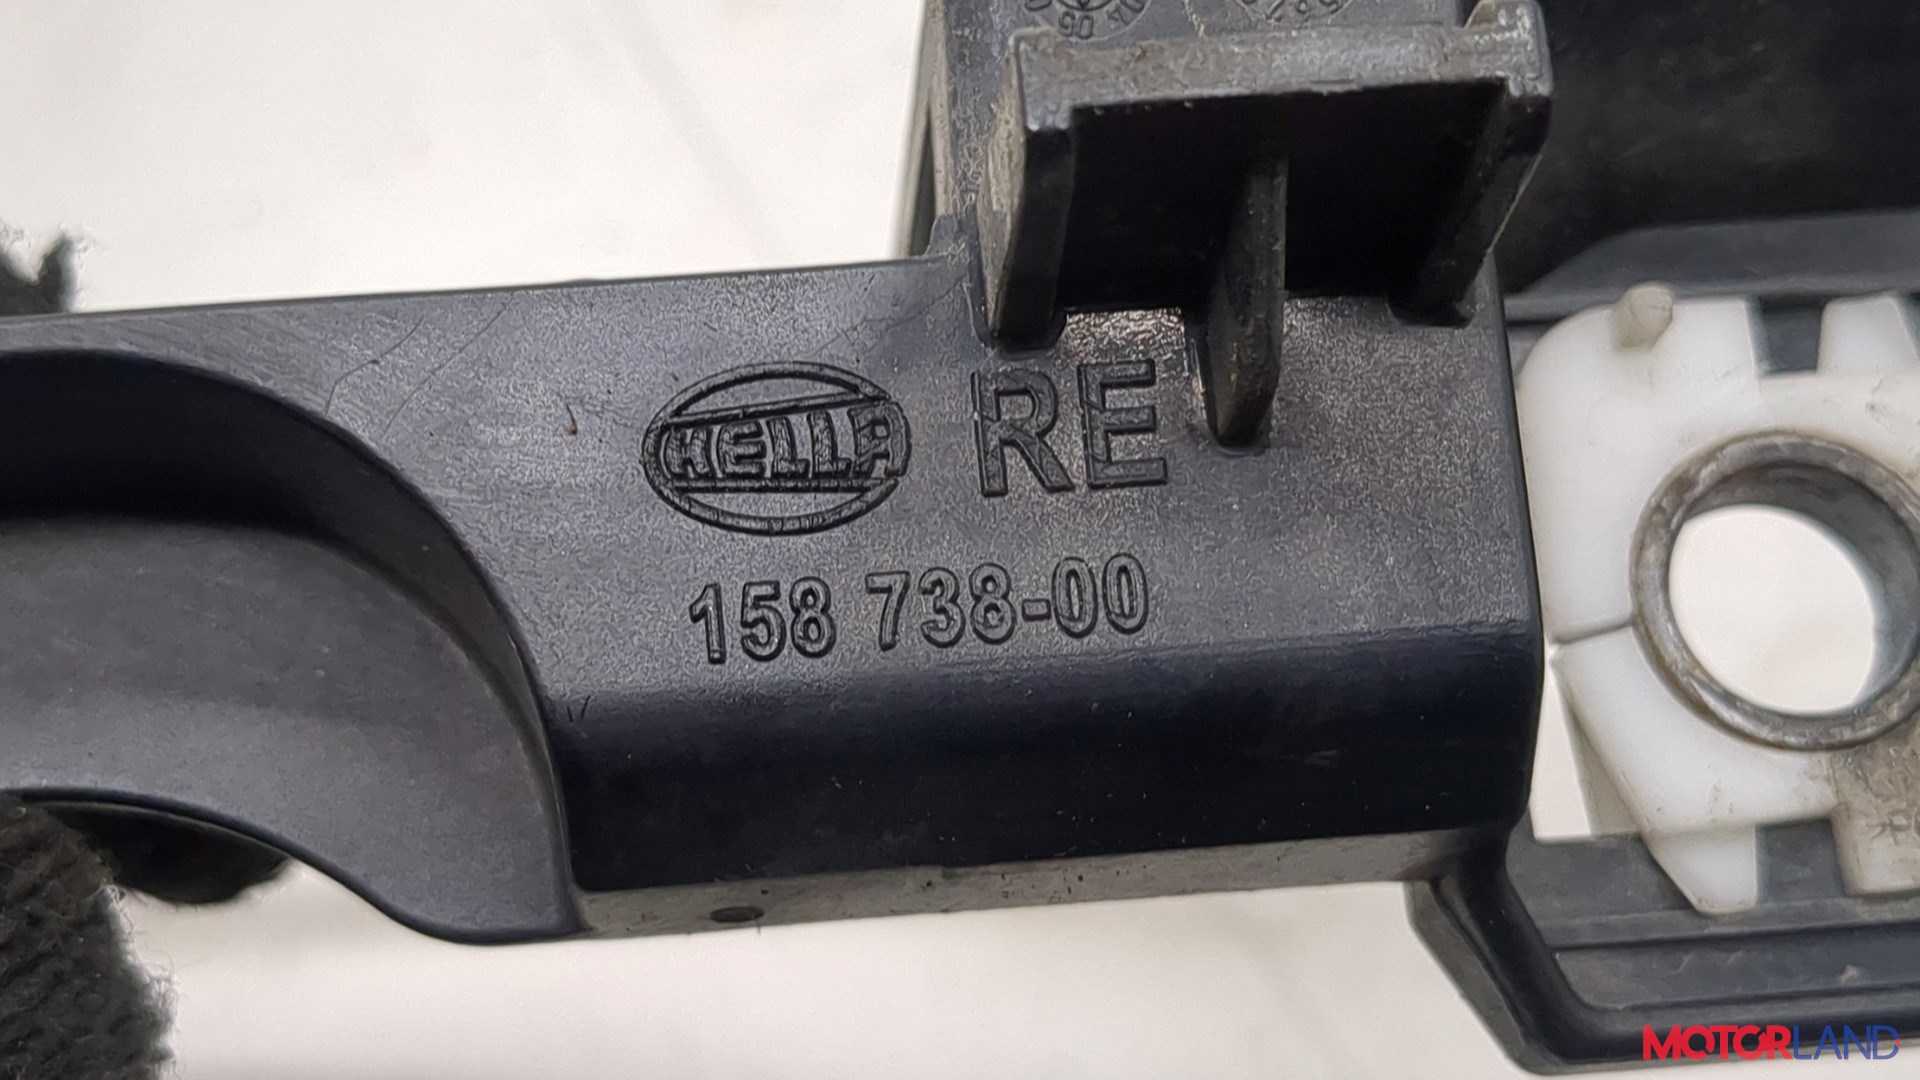 HELLA RE
158 738-00
MOTORLAND